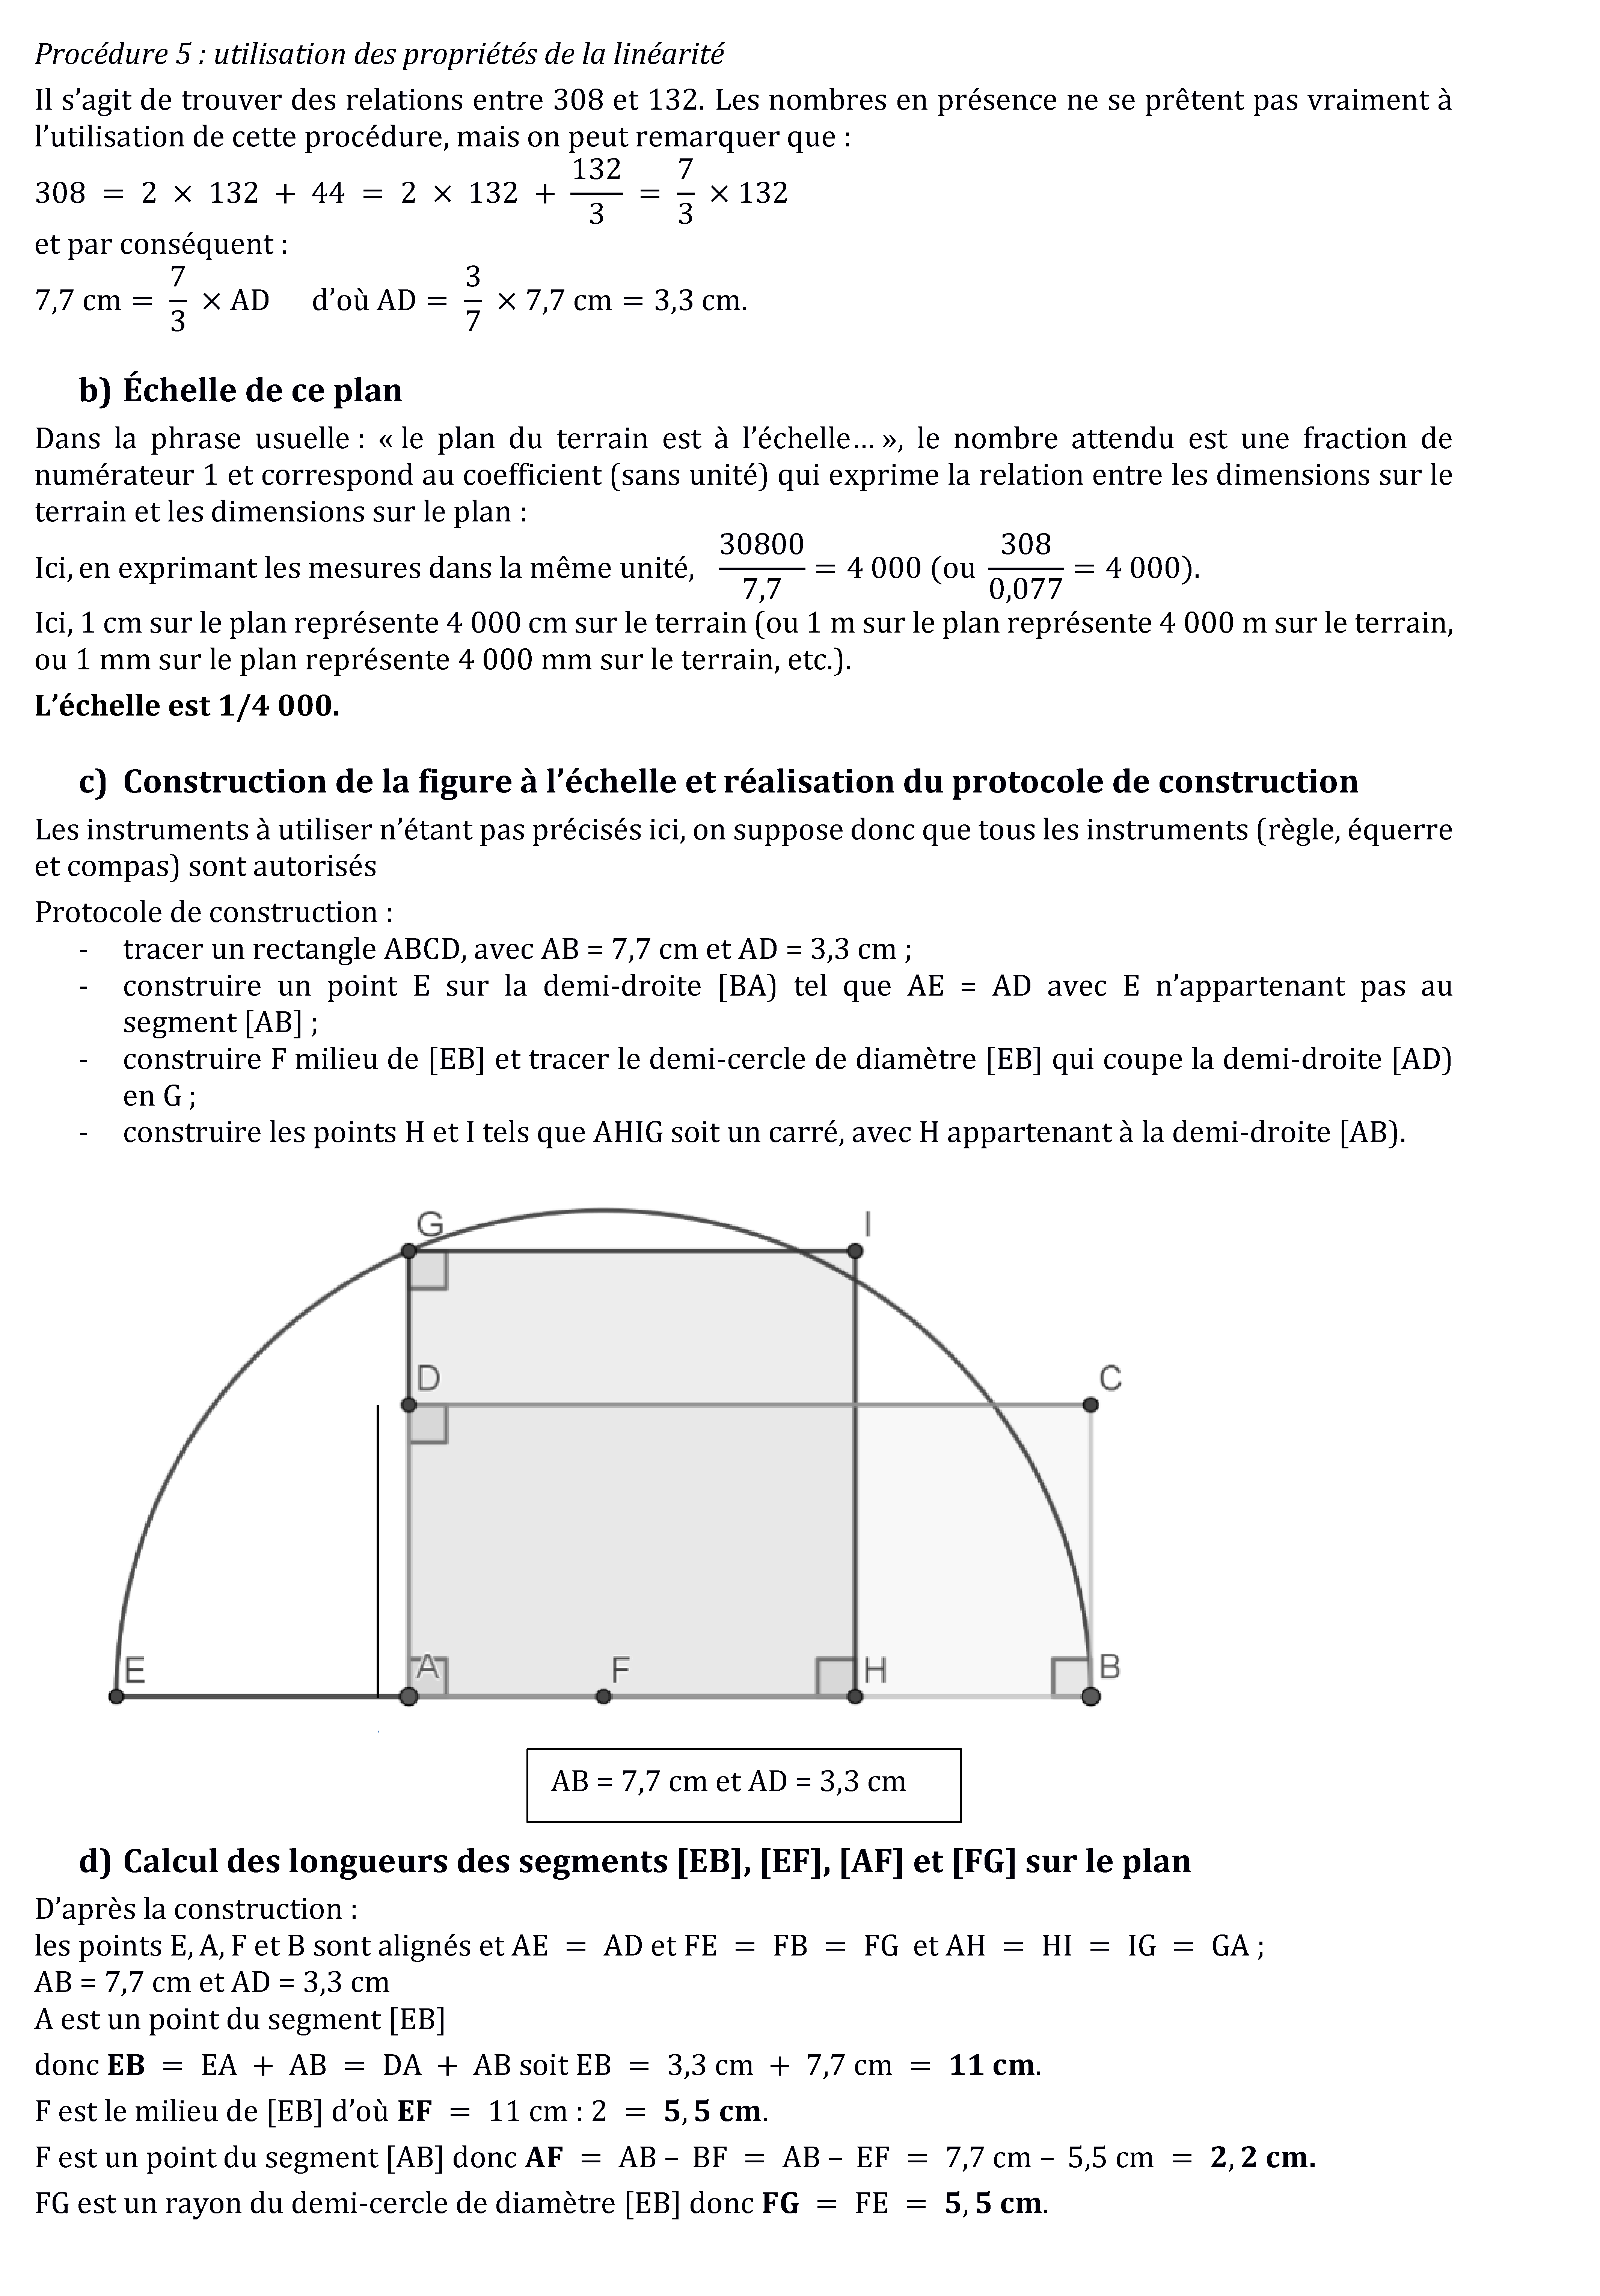 Procédure 5 : utilisation des propriétés de la linéarité
Il s’agit de trouver des relations entre 308 et 132. Les nombres en présence ne se prêtent pas vraiment à
l’utilisation de cette procédure, mais on peut remarquer que :
308 = 2 × 132 + 44 = 2 × 132 + 132/3 = 7/3 × 132
et par conséquent :
7,7 cm = 7/3 × AD d’où AD = 3/7 × 7,7 cm = 3,3 cm.
b) Échelle de ce plan
Dans la phrase usuelle : « le plan du terrain est à l’échelle… », le nombre attendu est une fraction de
numérateur 1 et correspond au coefficient (sans unité) qui exprime la relation entre les dimensions sur le
terrain et les dimensions sur le plan :
Ici, en exprimant les mesures dans la même unité, 30800/7,7 = 4 000 (ou 308/0,077 = 4 000).
Ici, 1 cm sur le plan représente 4 000 cm sur le terrain (ou 1 m sur le plan représente 4 000 m sur le terrain,
ou 1 mm sur le plan représente 4 000 mm sur le terrain, etc.).
L’échelle est 1/4 000.
c) Construction de la figure à l’échelle et réalisation du protocole de construction
Les instruments à utiliser n’étant pas précisés ici, on suppose donc que tous les instruments (règle, équerre
et compas) sont autorisés
Protocole de construction :
- tracer un rectangle ABCD, avec AB = 7,7 cm et AD = 3,3 cm ;
- construire un point E sur la demi-droite [BA) tel que AE = AD avec E n’appartenant pas au
segment [AB] ;
- construire F milieu de [EB] et tracer le demi-cercle de diamètre [EB] qui coupe la demi-droite [AD)
en G ;
- construire les points H et I tels que AHIG soit un carré, avec H appartenant à la demi-droite [AB).
G I
D C
E A F H B
AB = 7,7 cm et AD = 3,3 cm
d) Calcul des longueurs des segments [EB], [EF], [AF] et [FG] sur le plan
D’après la construction :
les points E, A, F et B sont alignés et AE = AD et FE = FB = FG et AH = HI = IG = GA ;
AB = 7,7 cm et AD = 3,3 cm
A est un point du segment [EB]
donc EB = EA + AB = DA + AB soit EB = 3,3 cm + 7,7 cm = 11 cm.
F est le milieu de [EB] d’où EF = 11 cm : 2 = 5,5 cm.
F est un point du segment [AB] donc AF = AB – BF = AB – EF = 7,7 cm – 5,5 cm = 2,2 cm.
FG est un rayon du demi-cercle de diamètre [EB] donc FG = FE = 5,5 cm.